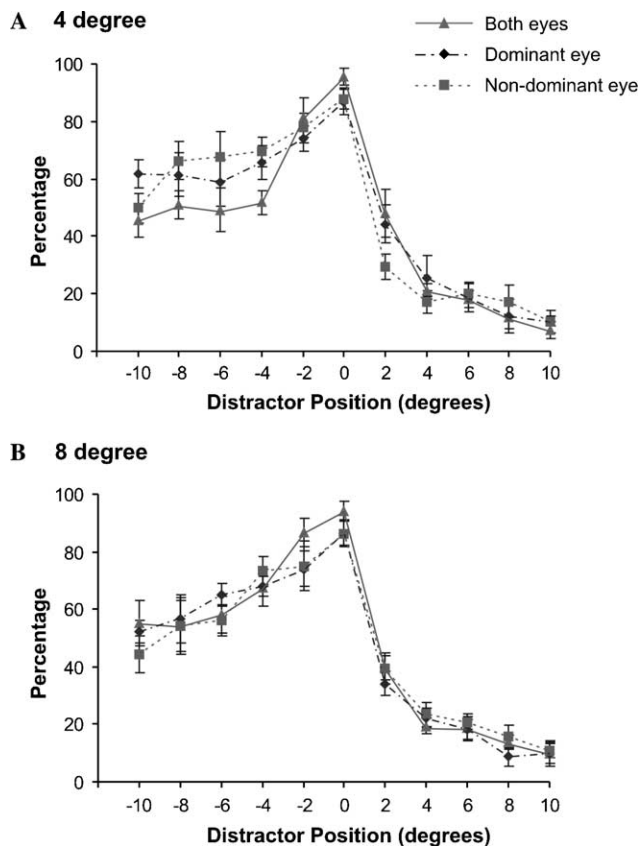 A 4 degree
Both eyes
Dominant eye
Non-dominant eye
100
80
60
40
20
0
Percentage
-10 -8 -6 -4 -2 0 2 4 6 8 10
Distractor Position (degrees)
B 8 degree
100
80
60
40
20
0
Percentage
-10 -8 -6 -4 -2 0 2 4 6 8 10
Distractor Position (degrees)